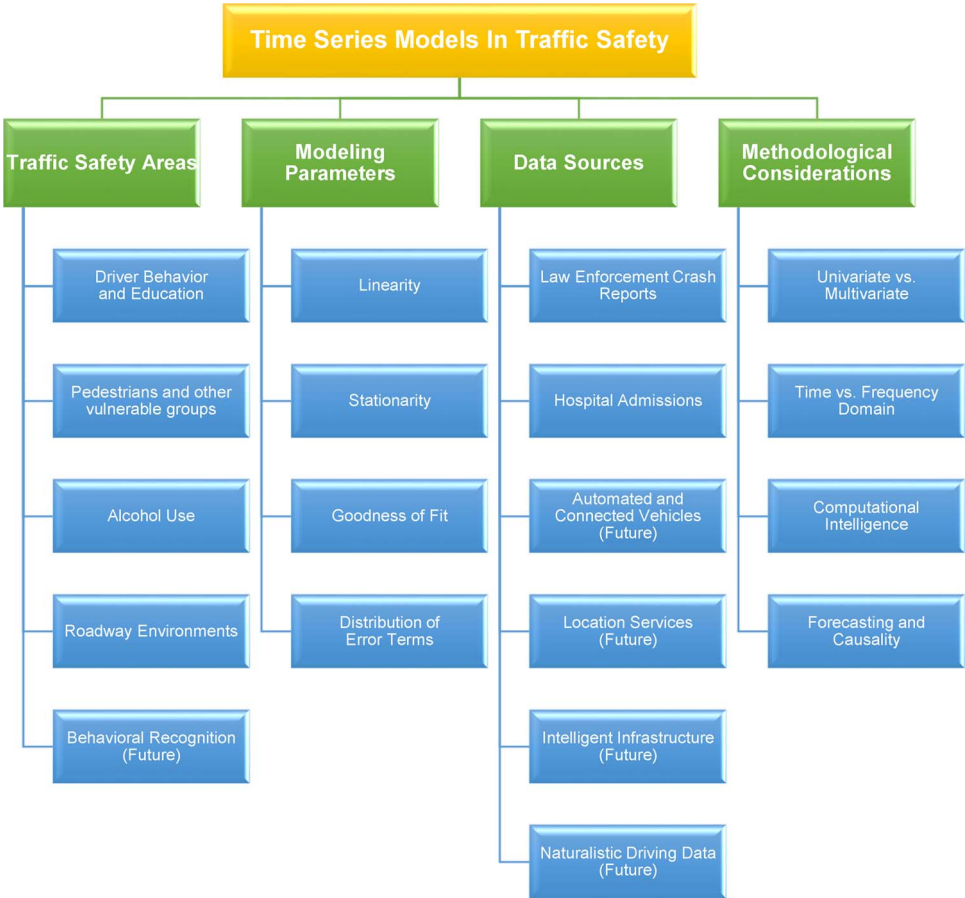 Time Series Models In Traffic Safety
Traffic Safety Areas
Driver Behavior
and Education
Pedestrians and other
vulnerable groups
Alcohol Use
Roadway Environments
Behavioral Recognition
(Future)
Modeling
Parameters
Linearity
Stationarity
Goodness of Fit
Distribution of
Error Terms
Data Sources
Law Enforcement Crash
Reports
Hospital Admissions
Automated and
Connected Vehicles
(Future)
Location Services
(Future)
Intelligent Infrastructure
(Future)
Naturalistic Driving Data
(Future)
Methodological
Considerations
Univariate vs.
Multivariate
Time vs. Frequency
Domain
Computational
Intelligence
Forecasting and
Causality